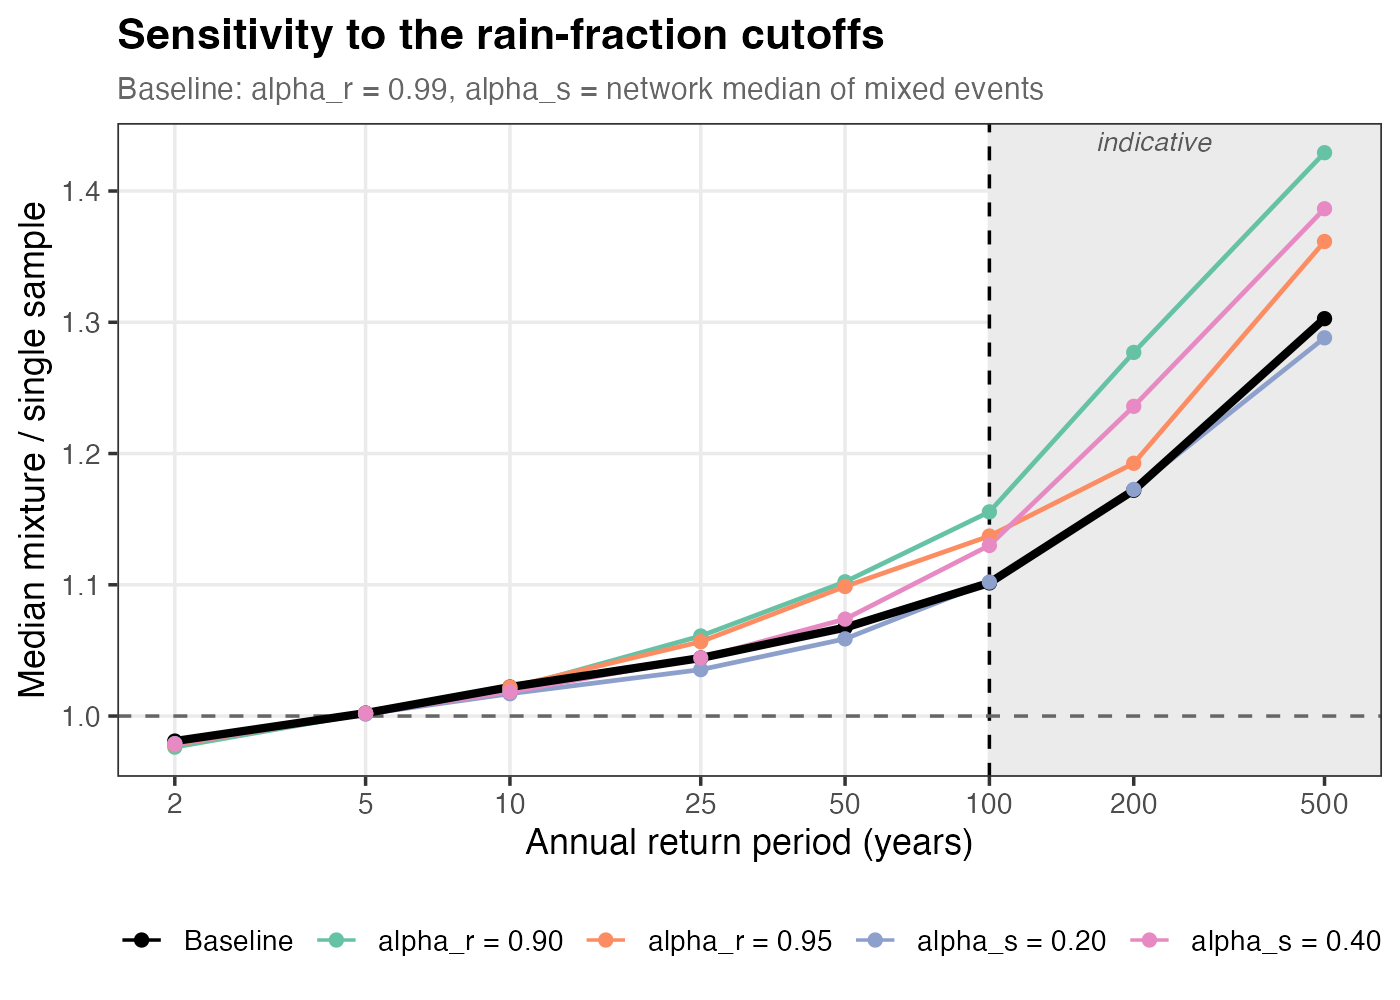 Sensitivity to the rain-fraction cutoffs
Baseline: alpha_r = 0.99, alpha_s = network median of mixed events
indicative
Median mixture / single sample
1.4
1.3
1.2
1.1
1.0
2 5 10 25 50 100 200 500
Annual return period (years)
Baseline alpha_r = 0.90 alpha_r = 0.95 alpha_s = 0.20 alpha_s = 0.40